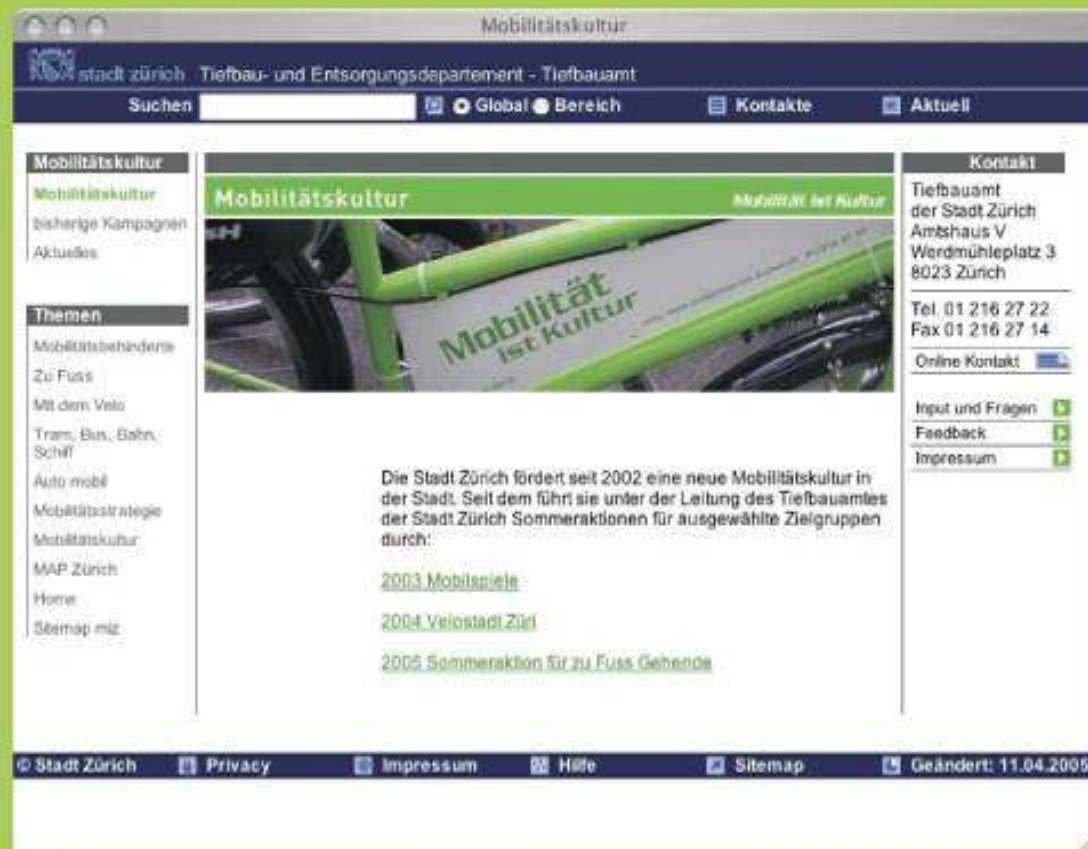 Mobilitätskultur
stadt zürich Tiefbau- und Entsorgungsdepartement - Tiefbauamt
Suchen Global Bereich Kontakte Aktuell
Mobilitätskultur
Mobilitätskultur
bisherige Kampagnen
Aktuelles
Themen
Mobilitätsbehinderte
Zu Fuss
Mit dem Velo
Tram, Bus, Bahn,
Schiff
Auto mobil
Mobilitätsstrategie
Mobilitätskultur
MAP Zürich
Home
Sitemap miz
Mobilitätskultur Mobilität ist Kultur
Mobilität
ist Kultur
Die Stadt Zürich fördert seit 2002 eine neue Mobilitätskultur in
der Stadt. Seit dem führt sie unter der Leitung des Tiefbauamtes
der Stadt Zürich Sommeraktionen für ausgewählte Zielgruppen
durch:
2003 Mobilspiele
2004 Velostadt Züri
2005 Sommeraktion für zu Fuss Gehende
Kontakt
Tiefbauamt
der Stadt Zürich
Amtshaus V
Werdmühleplatz 3
8023 Zürich
Tel. 01 216 27 22
Fax 01 216 27 14
Online Kontakt
Input und Fragen
Feedback
Impressum
© Stadt Zürich Privacy Impressum Hilfe Sitemap Geändert: 11.04.2005